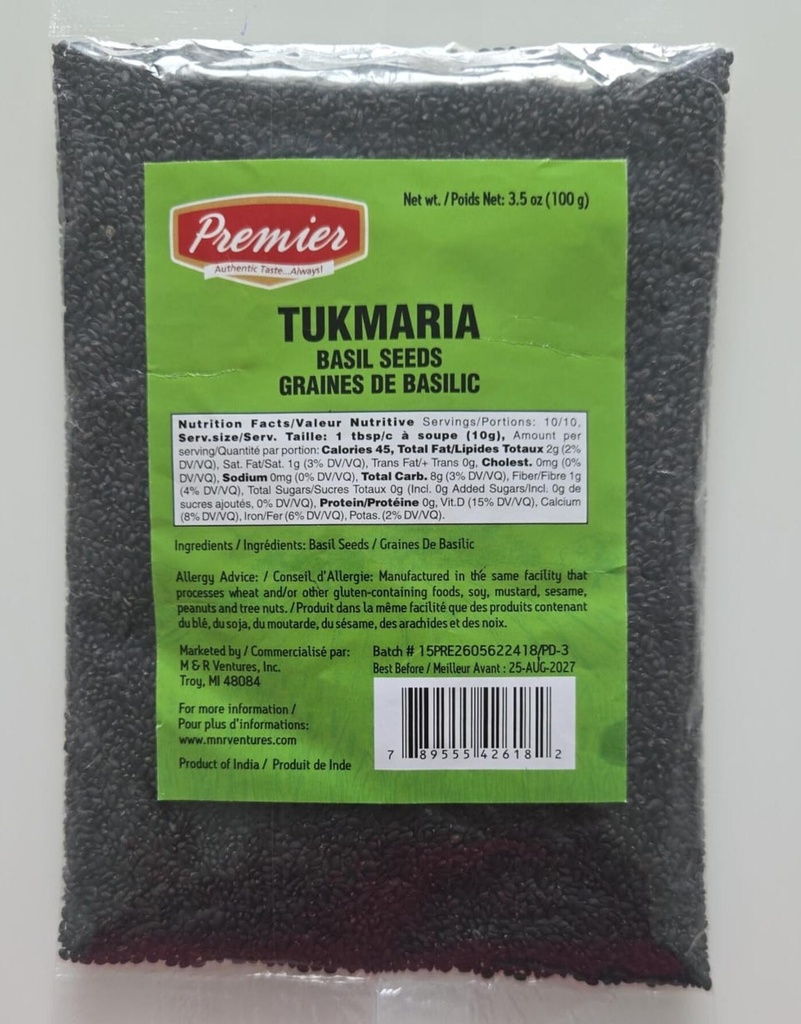 Net wt. / Poids Net: 3.5 oz (100 g)
Premier
Authentic Taste...Always!
TUKMARIA
BASIL SEEDS
GRAINES DE BASILIC
Nutrition Facts/Valeur Nutritive Servings/Portions: 10/10,
Serv.size/Serv. Taille: 1 tbsp/c à soupe (10g), Amount per
serving/Quantité par portion: Calories 45, Total Fat/Lipides Totaux 2g (2%
DV/VQ), Sat. Fat/Sat. 1g (3% DV/VQ), Trans Fat/+ Trans 0g, Cholest. 0mg (0%
DV/VQ), Sodium 0mg (0% DV/VQ), Total Carb. 8g (3% DV/VQ), Fiber/Fibre 1g
(4% DV/VQ), Total Sugars/Sucres Totaux 0g (Incl. 0g Added Sugars/Incl. 0g de
sucres ajoutés, 0% DV/VQ), Protein/Protéine 0g, Vit.D (15% DV/VQ), Calcium
(8% DV/VQ), Iron/Fer (6% DV/VQ), Potas. (2% DV/VQ).
Ingredients / Ingrédients: Basil Seeds / Graines De Basilic
Allergy Advice: / Conseil d'Allergie: Manufactured in the same facility that
processes wheat and/or other gluten-containing foods, soy, mustard, sesame,
peanuts and tree nuts. / Produit dans la même facilité que des produits contenant
du blé, du soja, du moutarde, du sésame, des arachides et des noix.
Marketed by / Commercialisé par:
M & R Ventures, Inc.
Troy, MI 48084
For more information /
Pour plus d'informations:
www.mnrventures.com
Product of India / Produit de Inde
Batch # 15PRE2605622418/PD-3
Best Before / Meilleur Avant : 25-AUG-2027
7 89555 42618 2